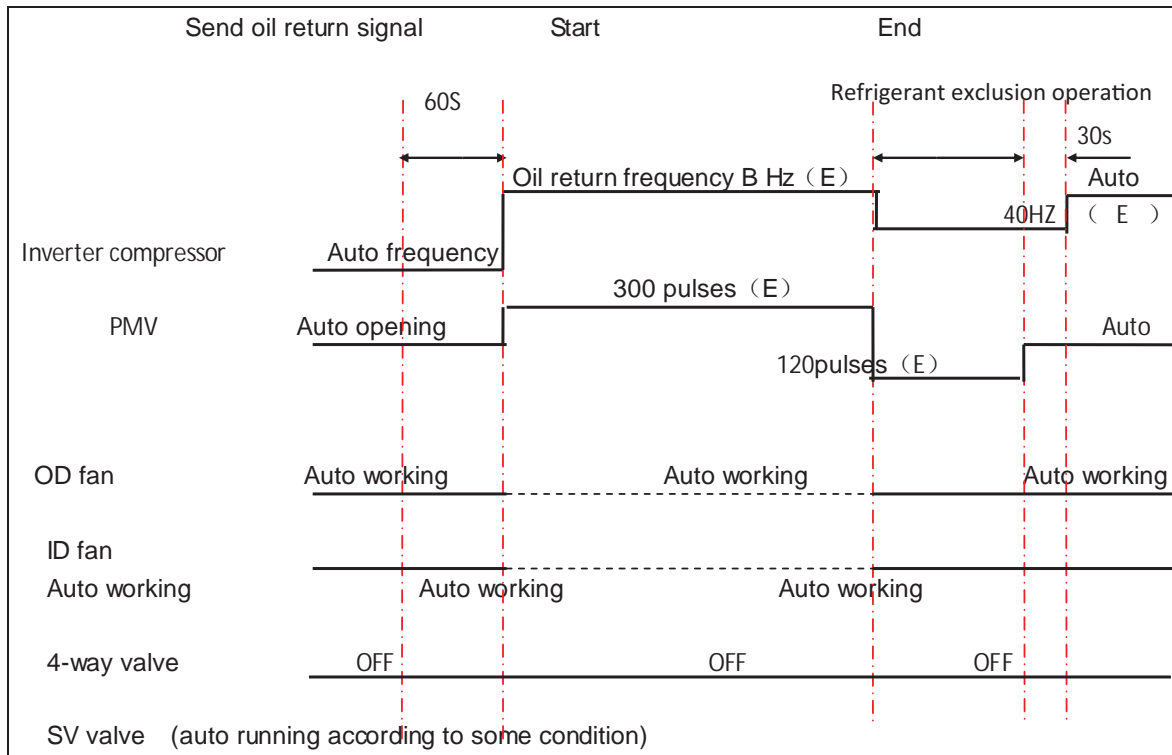 Send oil return signal Start End
Refrigerant exclusion operation
60S
30s
Oil return frequency B Hz（E） Auto
40HZ （ E ）
Inverter compressor Auto frequency
300 pulses（E）
PMV Auto opening Auto
120pulses（E）
OD fan Auto working Auto working Auto working
ID fan
Auto working Auto working Auto working
4-way valve OFF OFF OFF
SV valve (auto running according to some condition)